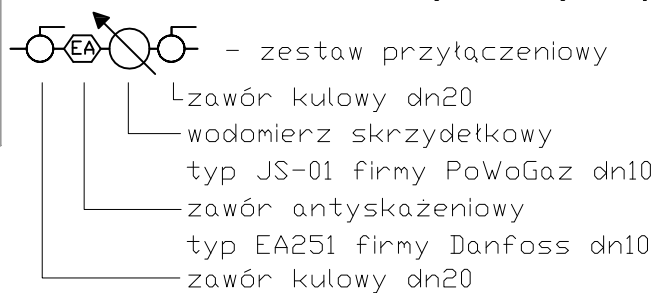 EA - zestaw przyłączeniowy
zawór kulowy dn20
wodomierz skrzydełkowy
typ JS-01 firmy PoWoGaz dn10
zawór antyskażeniowy
typ EA251 firmy Danfoss dn10
zawór kulowy dn20